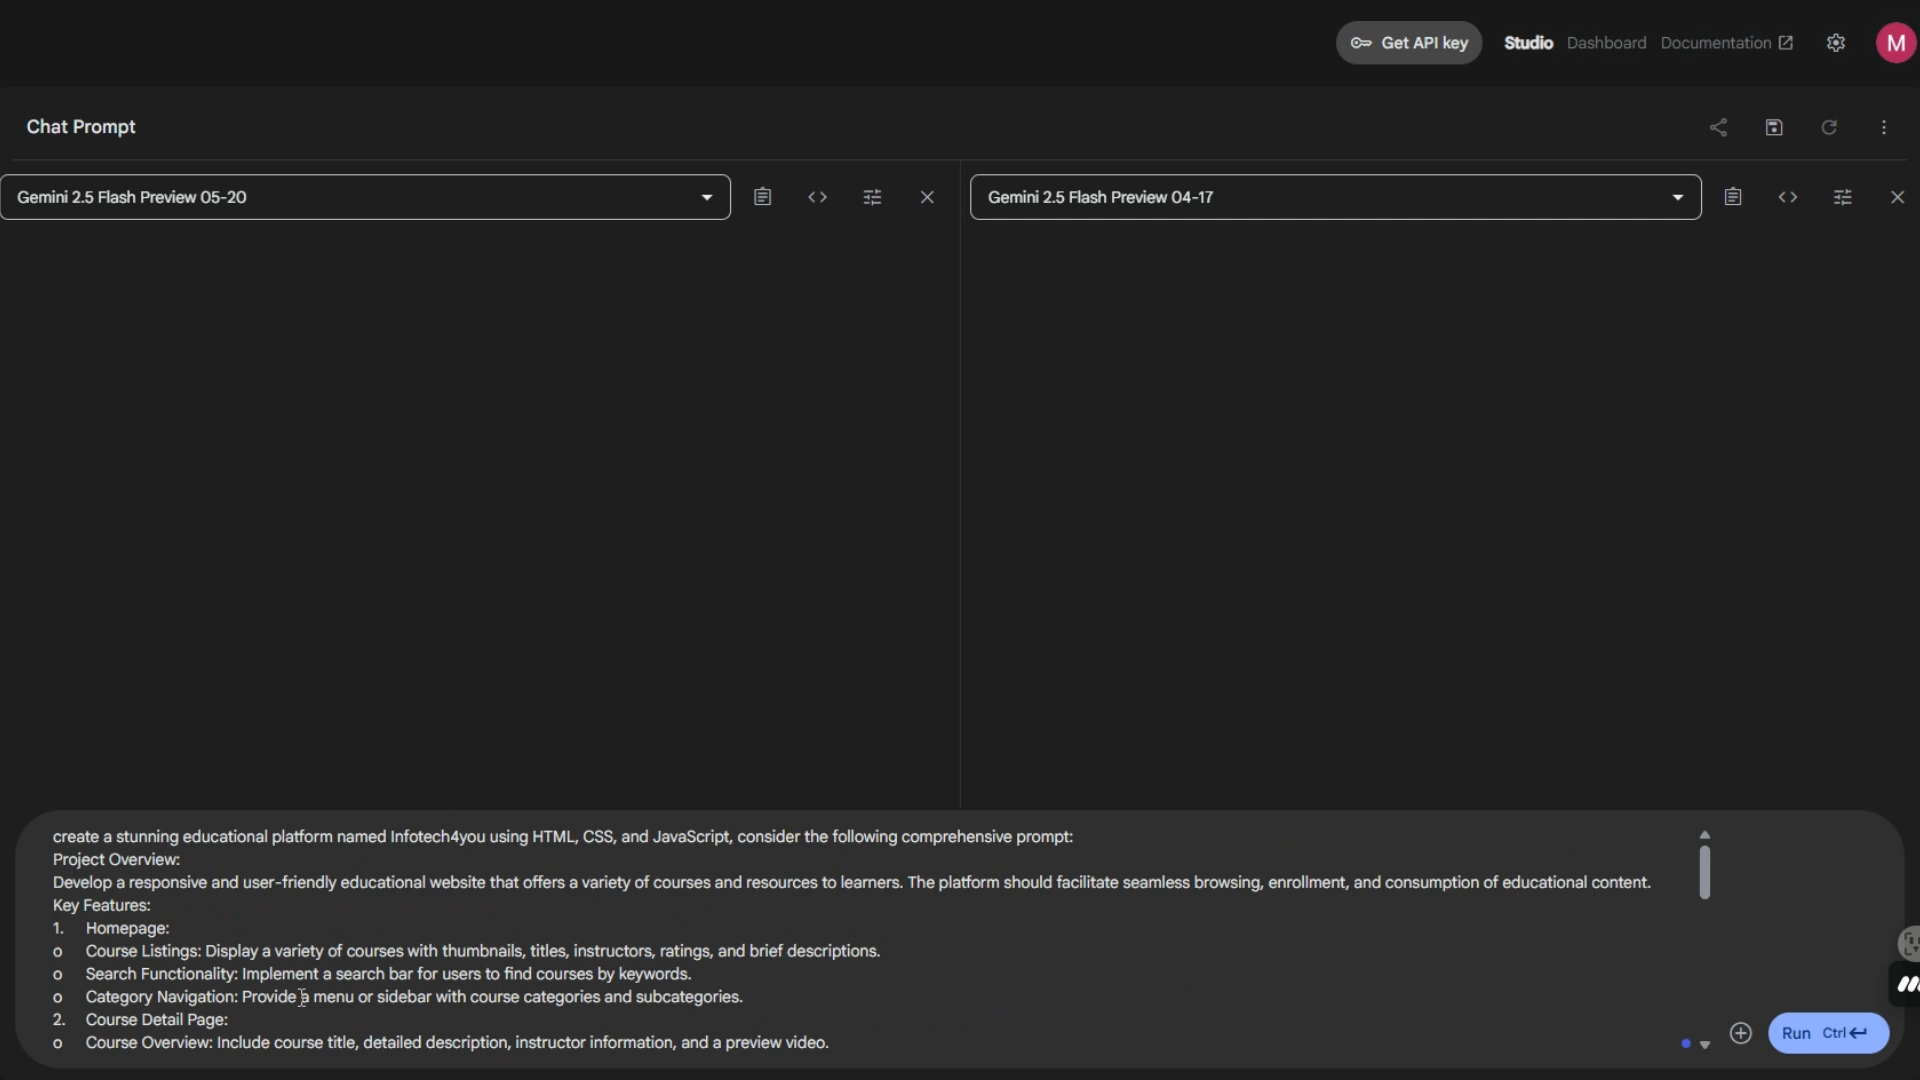 Get API key
Studio
Dashboard
Documentation
M
Chat Prompt
Gemini 2.5 Flash Preview 05-20
Gemini 2.5 Flash Preview 04-17
create a stunning educational platform named Infotech4you using HTML, CSS, and JavaScript, consider the following comprehensive prompt:
Project Overview:
Develop a responsive and user-friendly educational website that offers a variety of courses and resources to learners. The platform should facilitate seamless browsing, enrollment, and consumption of educational content.
Key Features:
1. Homepage:
o Course Listings: Display a variety of courses with thumbnails, titles, instructors, ratings, and brief descriptions.
o Search Functionality: Implement a search bar for users to find courses by keywords.
o Category Navigation: Provide a menu or sidebar with course categories and subcategories.
2. Course Detail Page:
o Course Overview: Include course title, detailed description, instructor information, and a preview video.
Run Ctrl